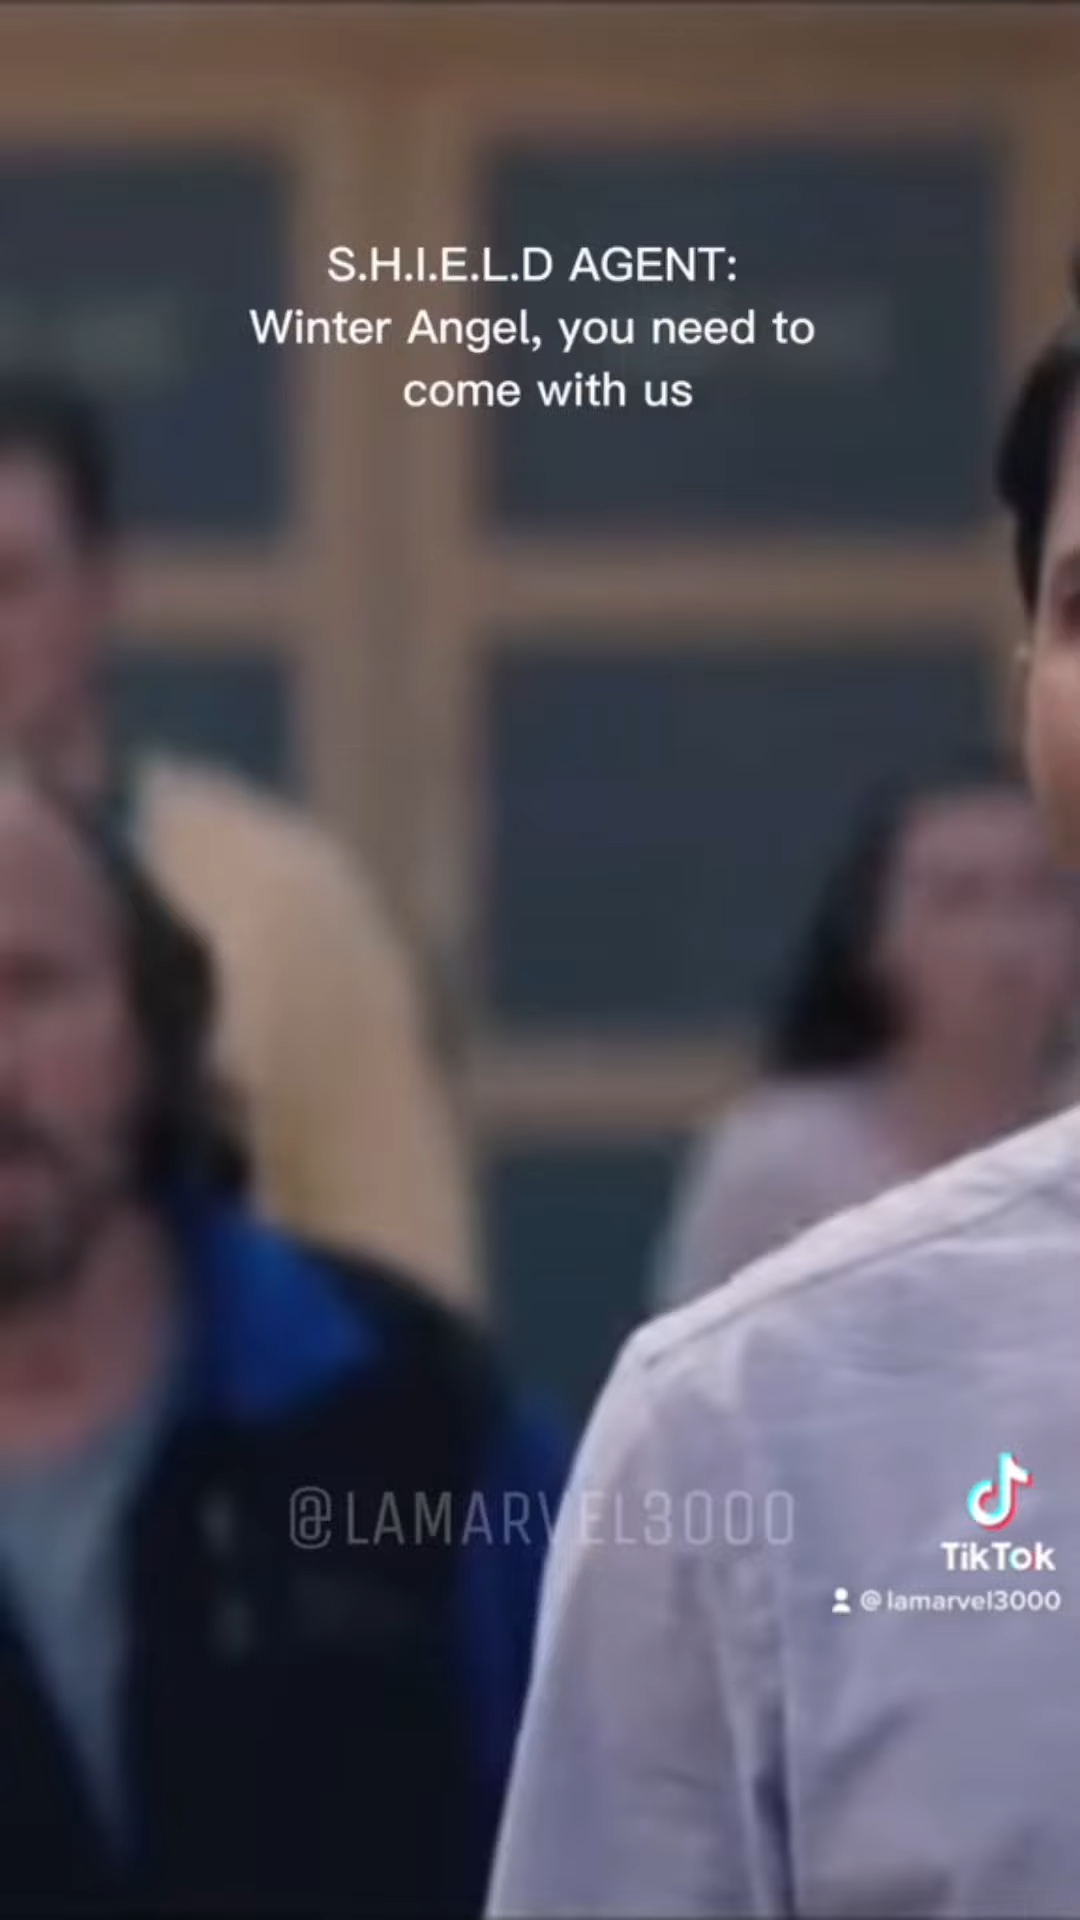 S.H.I.E.L.D AGENT:
Winter Angel, you need to
come with us
@LAMARVEL3000
TikTok
@lamarvel3000